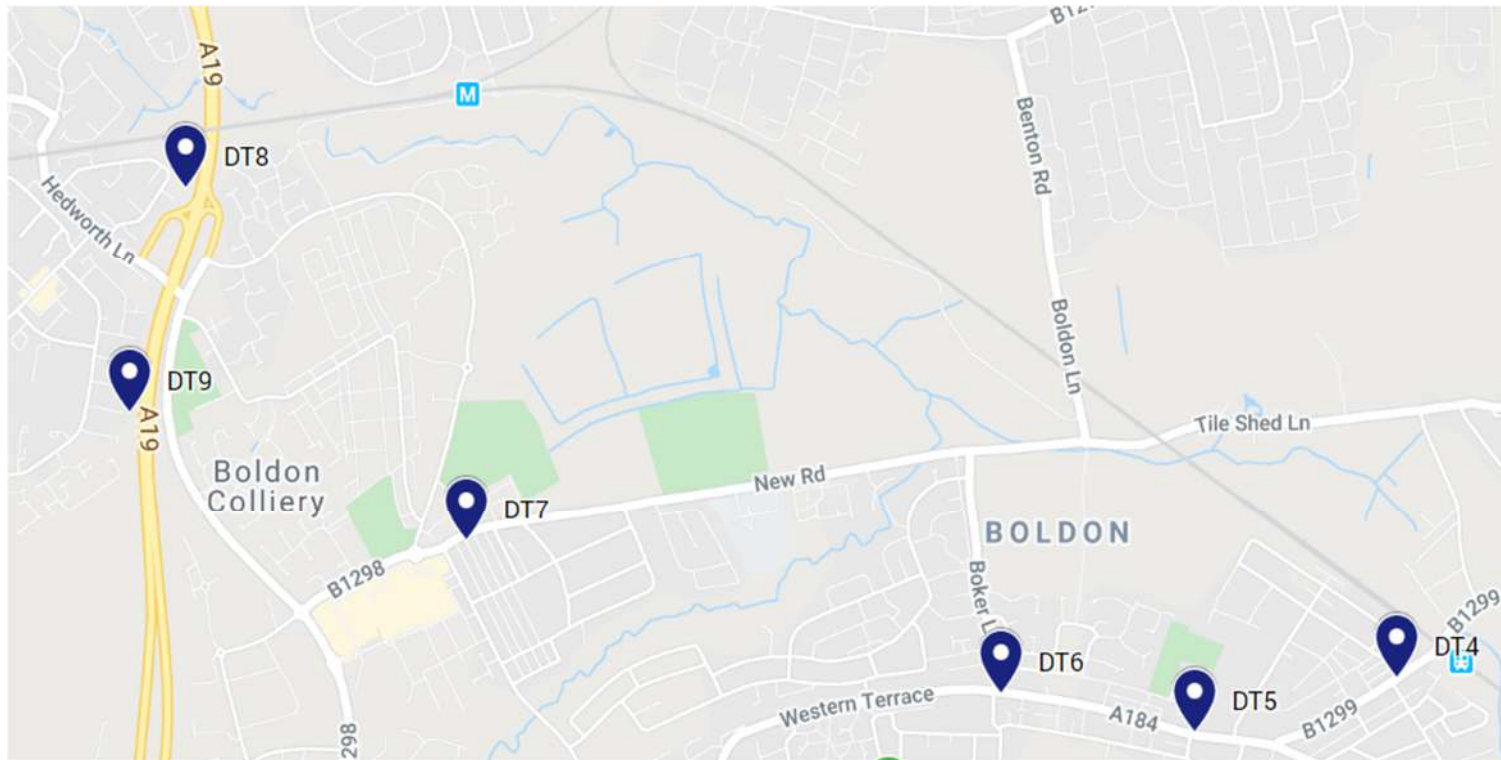 B12
A19
M
DT8
Benton Rd
Hedworth Ln
Boldon Ln
DT9
A19
Tile Shed Ln
Boldon
Colliery
New Rd
DT7
BOLDON
B1298
Boker L
B1299
DT4
DT6
Western Terrace
A184
DT5
B1299
298